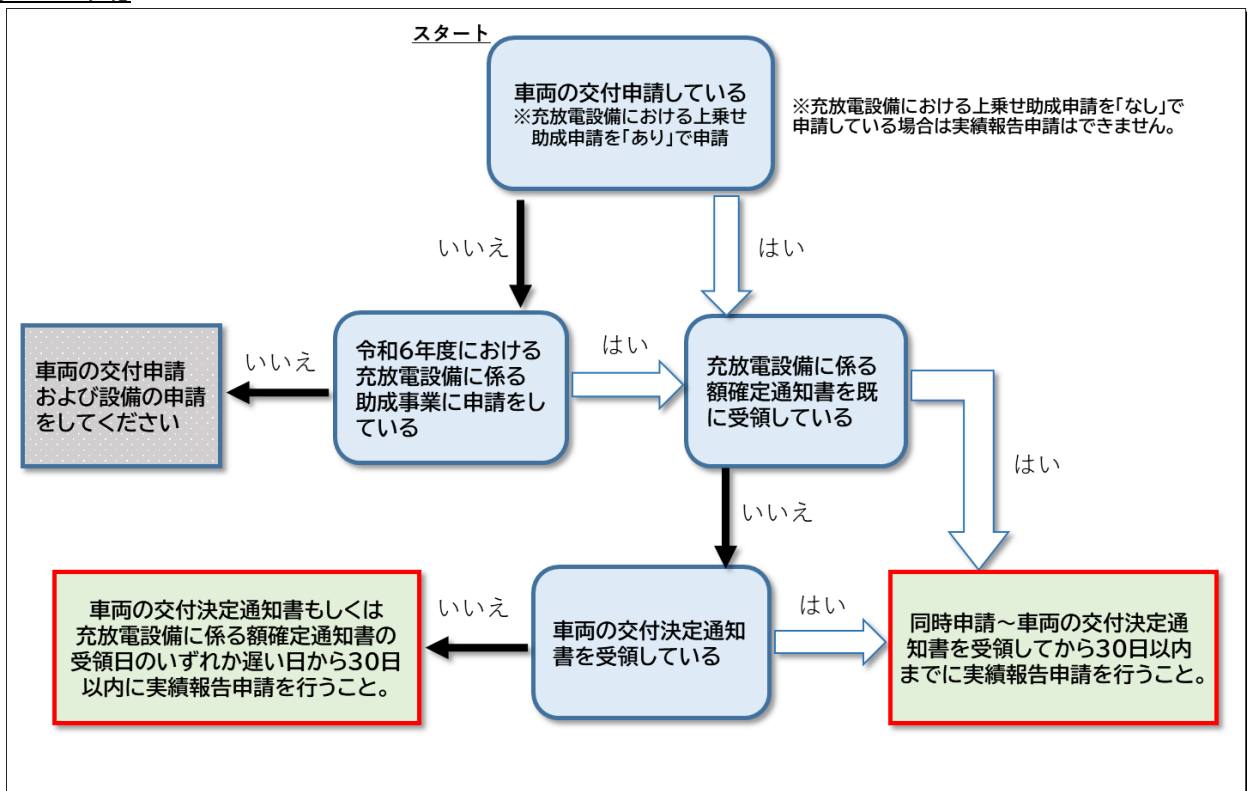 スタート
車両の交付申請している
※充放電設備における上乗せ
助成申請を「あり」で申請
※充放電設備における上乗せ助成申請を「なし」で
申請している場合は実績報告申請はできません。
いいえ
はい
車両の交付申請
および設備の申請
をしてください
いいえ
令和6年度における
充放電設備に係る
助成事業に申請をし
ている
はい
充放電設備に係る
額確定通知書を既
に受領している
はい
いいえ
車両の交付決定通知書もしくは
充放電設備に係る額確定通知書の
受領日のいずれか遅い日から30日
以内に実績報告申請を行うこと。
いいえ
車両の交付決定通知
書を受領している
はい
同時申請～車両の交付決定通
知書を受領してから30日以内
までに実績報告申請を行うこと。